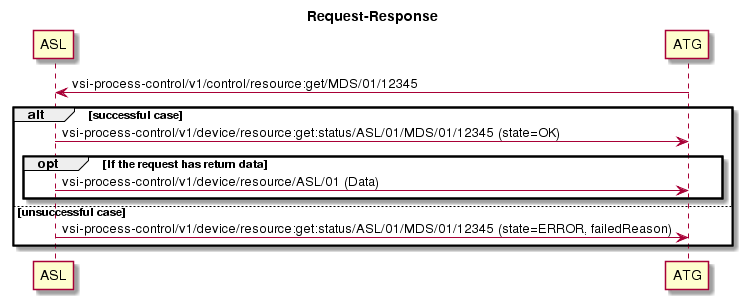 Request-Response
ASL
ATG
vsi-process-control/v1/control/resource:get/MDS/01/12345
alt
[successful case]
vsi-process-control/v1/device/resource:get:status/ASL/01/MDS/01/12345 (state=OK)
opt
[If the request has return data]
vsi-process-control/v1/device/resource/ASL/01 (Data)
[unsuccessful case]
vsi-process-control/v1/device/resource:get:status/ASL/01/MDS/01/12345 (state=ERROR, failedReason)
ASL
ATG